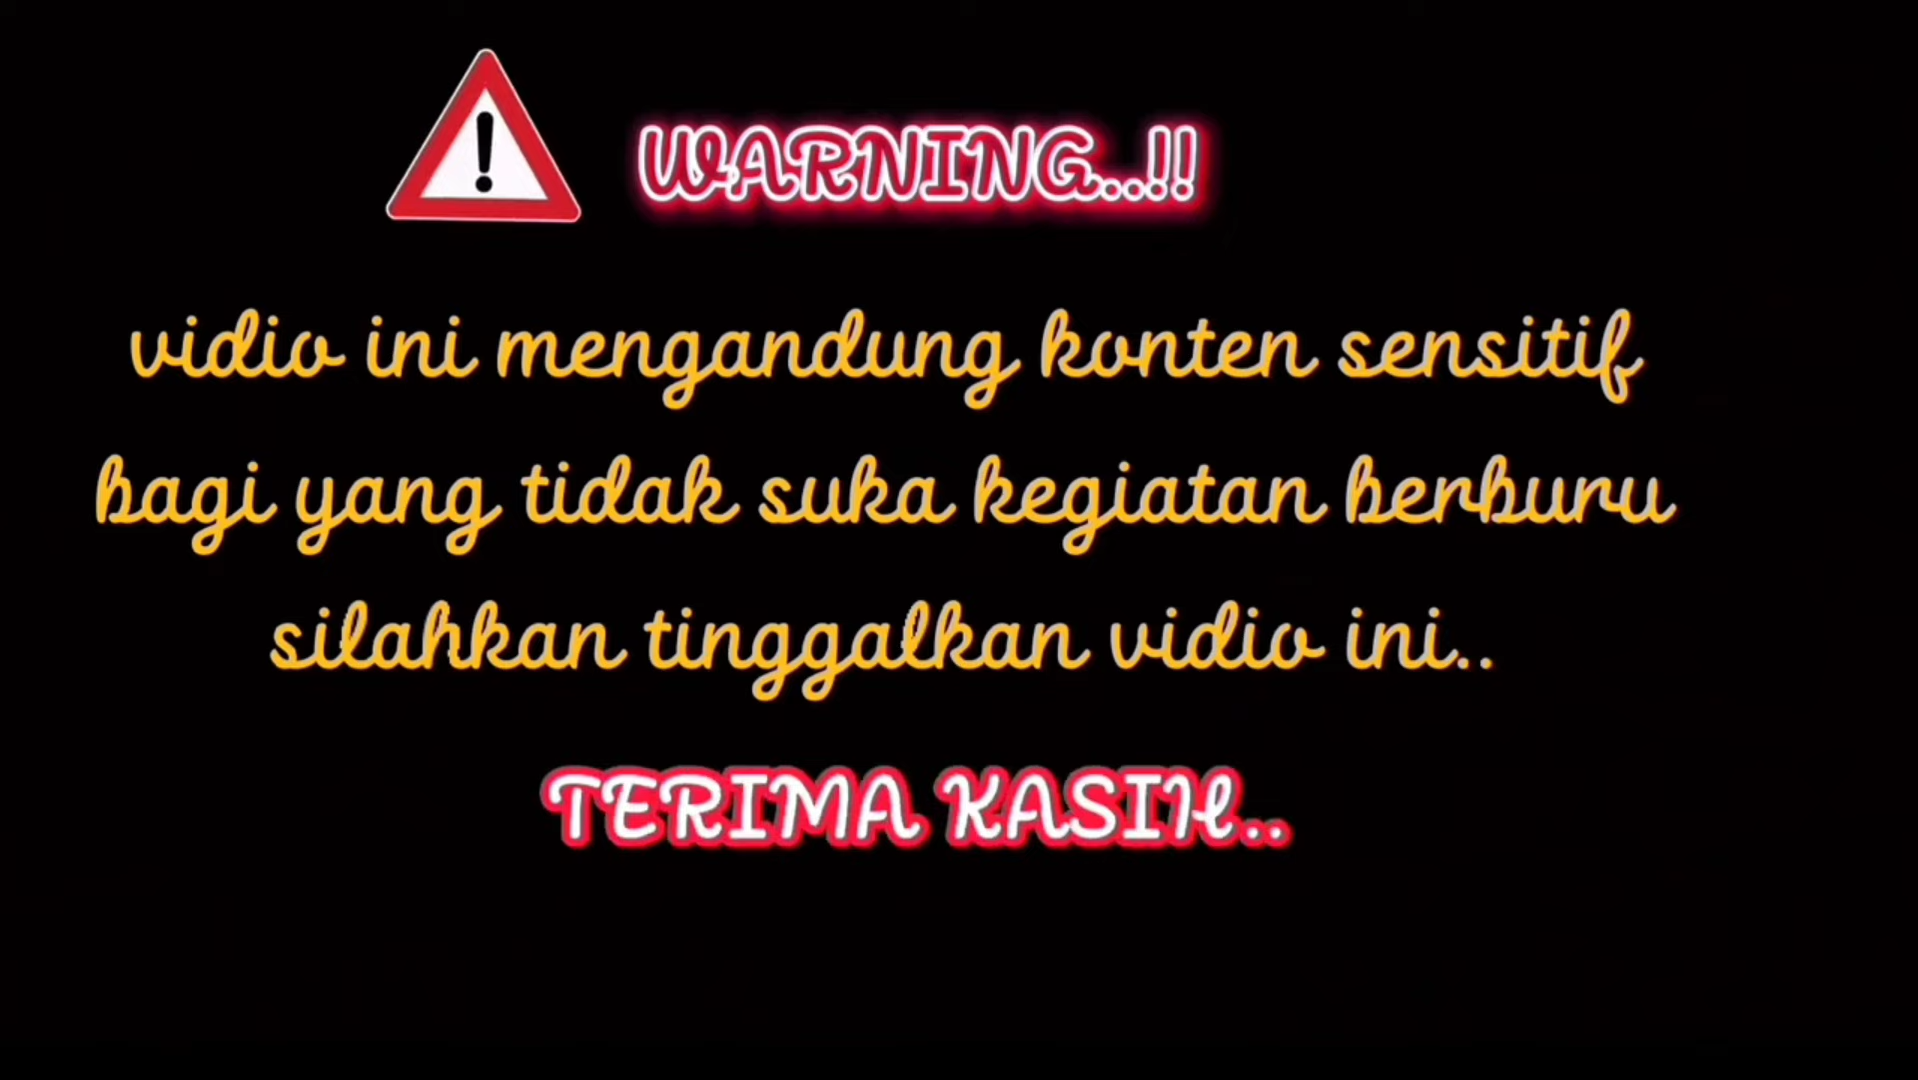 WARNING..!!
vidio ini mengandung konten sensitif
bagi yang tidak suka kegiatan berburu
silahkan tinggalkan vidio ini..
TERIMA KASIH..